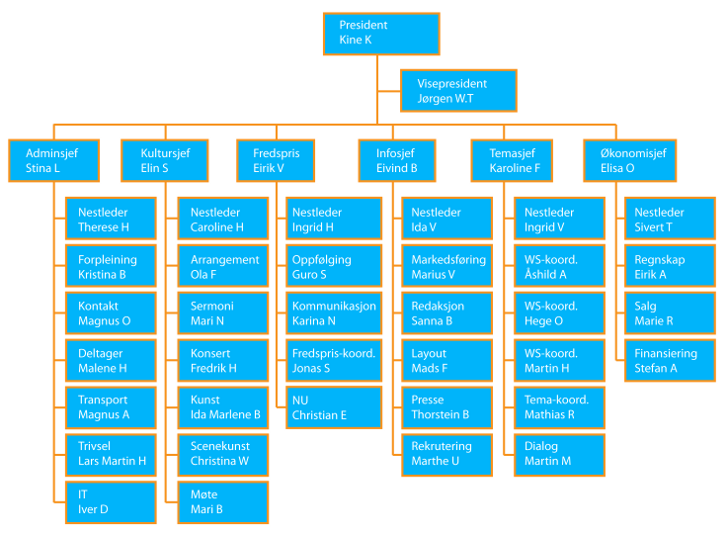 President
Kine K
Visepresident
Jørgen W.T
Adminsjef
Stina L
Kultursjef
Elin S
Fredspris
Eirik V
Infosjef
Eivind B
Temasjef
Karoline F
Økonomisjef
Elisa O
Nestleder
Therese H
Forpleining
Kristina B
Kontakt
Magnus O
Deltager
Malene H
Transport
Magnus A
Trivsel
Lars Martin H
IT
Iver D
Nestleder
Caroline H
Arrangement
Ola F
Sermoni
Mari N
Konsert
Fredrik H
Kunst
Ida Marlene B
Scenekunst
Christina W
Møte
Mari B
Nestleder
Ingrid H
Oppfølging
Guro S
Kommunikasjon
Karina N
Fredspris-koord.
Jonas S
NU
Christian E
Nestleder
Ida V
Markedsføring
Marius V
Redaksjon
Sanna B
Layout
Mads F
Presse
Thorstein B
Rekrutering
Marthe U
Nestleder
Ingrid V
WS-koord.
Åshild A
WS-koord.
Hege O
WS-koord.
Martin H
Tema-koord.
Mathias R
Dialog
Martin M
Nestleder
Sivert T
Regnskap
Eirik A
Salg
Marie R
Finansiering
Stefan A